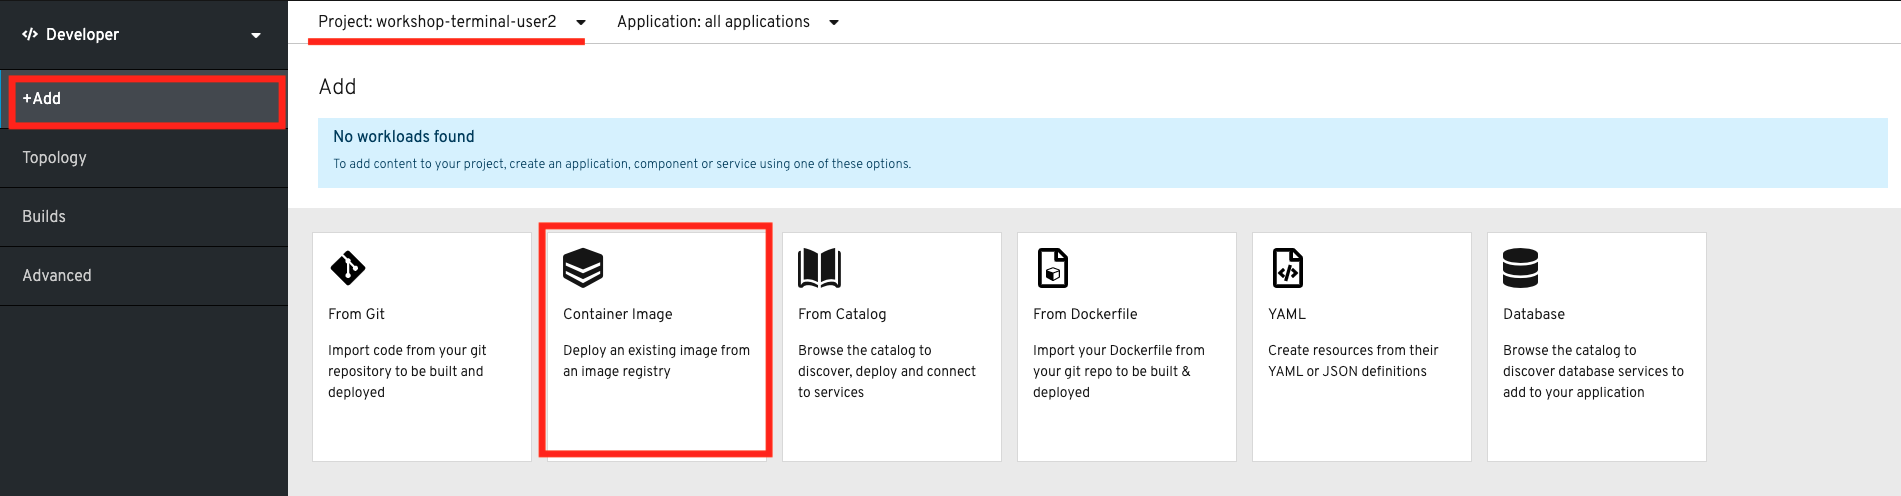 Developer
+Add
Topology
Builds
Advanced
Project: workshop-terminal-user2
Application: all applications
Add
No workloads found
To add content to your project, create an application, component or service using one of these options.
From Git
Import code from your git
repository to be built and
deployed
Container Image
Deploy an existing image from
an image registry
From Catalog
Browse the catalog to
discover, deploy and connect
to services
From Dockerfile
Import your Dockerfile from
your git repo to be built &
deployed
YAML
Create resources from their
YAML or JSON definitions
Database
Browse the catalog to
discover database services to
add to your application